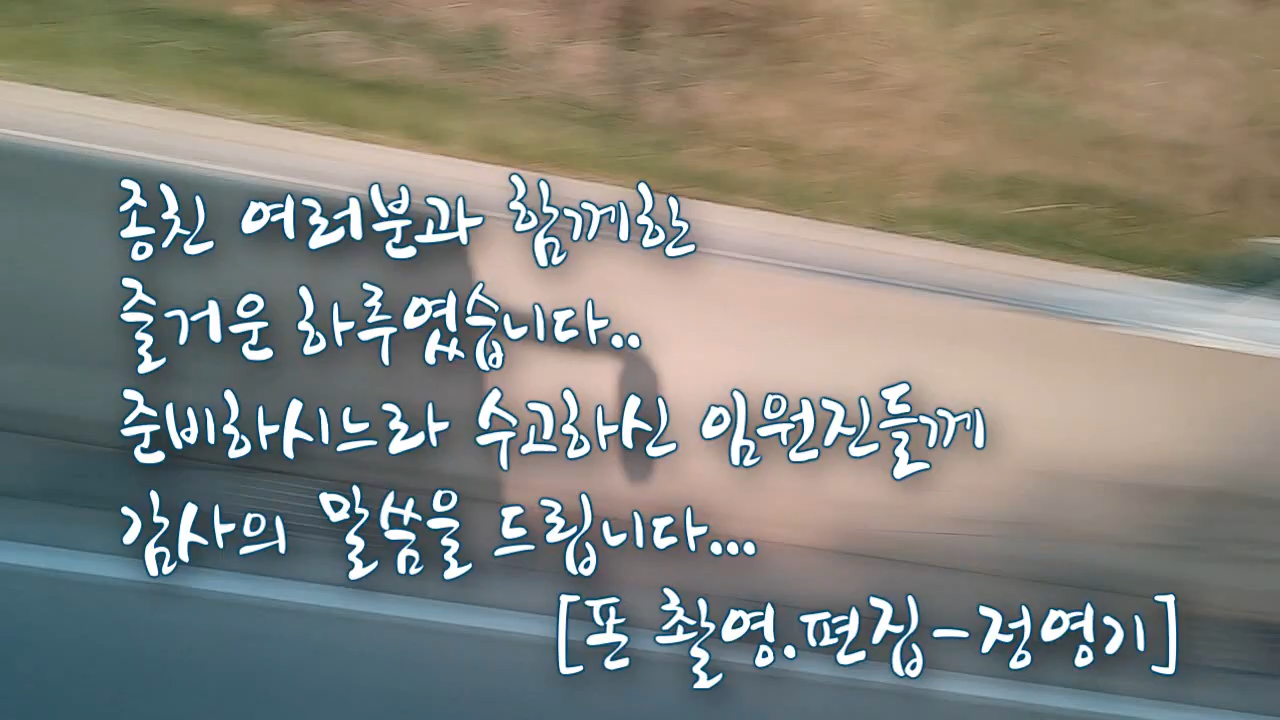 종친 여러분과 함께한
즐거운 하루였습니다..
준비하시느라 수고하신 임원진들께
감사의 말씀을 드립니다...
[폰 촬영.편집-정영기]